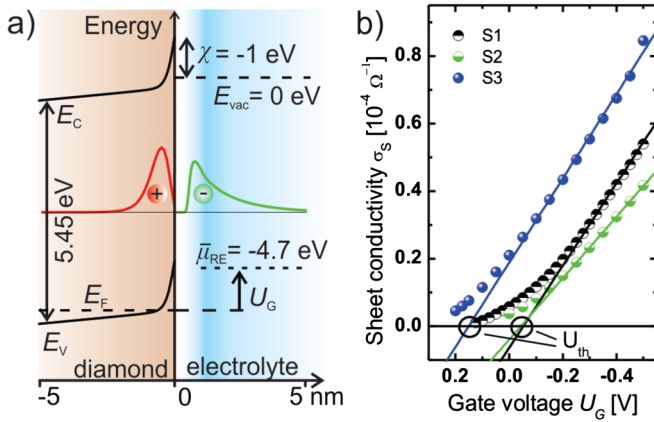 a)
Energy
χ = -1 eV
E_vac = 0 eV
E_C
5.45 eV
+
-
μ̄_RE = -4.7 eV
E_F
U_G
E_V
diamond
electrolyte
-5
0
5 nm
b)
S1
S2
S3
Sheet conductivity σ_S [10⁻⁴ Ω⁻¹]
0.8
0.6
0.4
0.2
0.0
U_th
0.2
0.0
-0.2
-0.4
Gate voltage U_G [V]